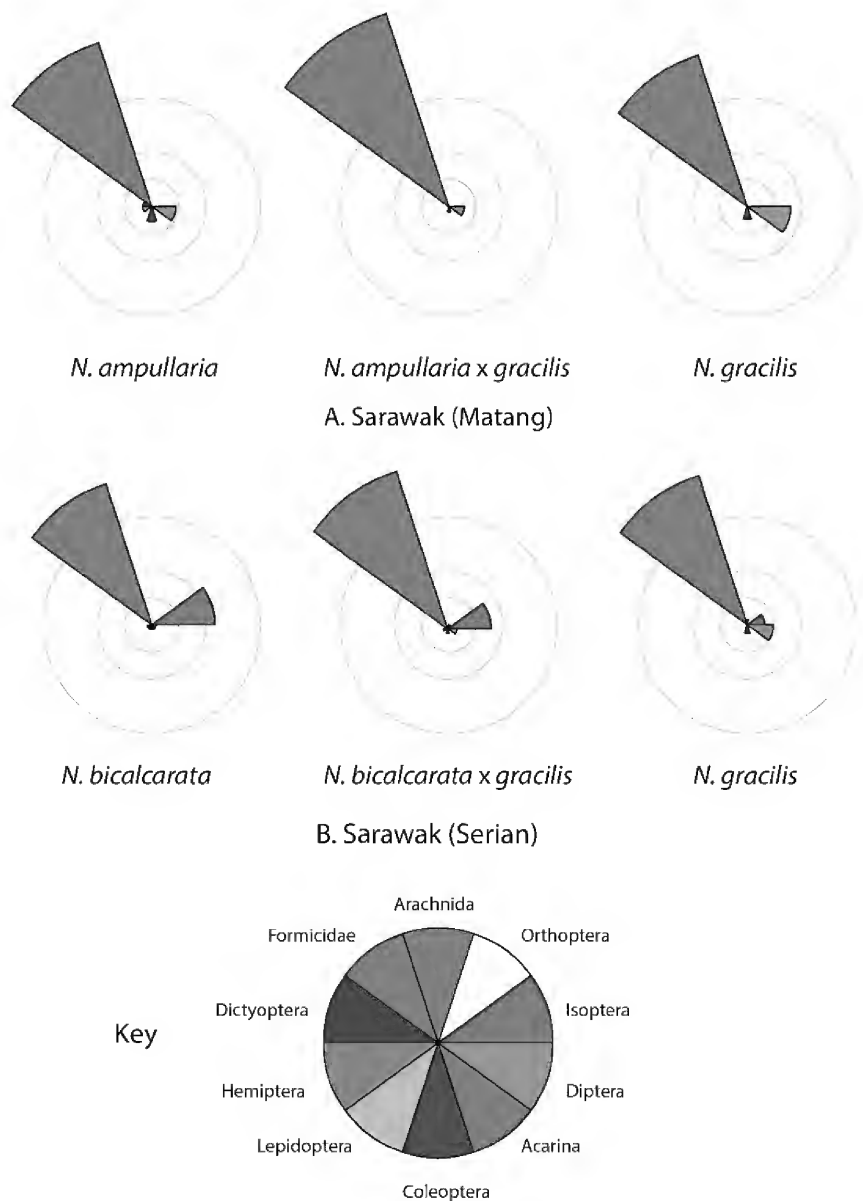 N. ampullaria
N. ampullaria x gracilis
N. gracilis
A. Sarawak (Matang)
N. bicalcarata
N. bicalcarata x gracilis
N. gracilis
B. Sarawak (Serian)
Key
Arachnida
Formicidae
Orthoptera
Dictyoptera
Isoptera
Hemiptera
Diptera
Lepidoptera
Acarina
Coleoptera